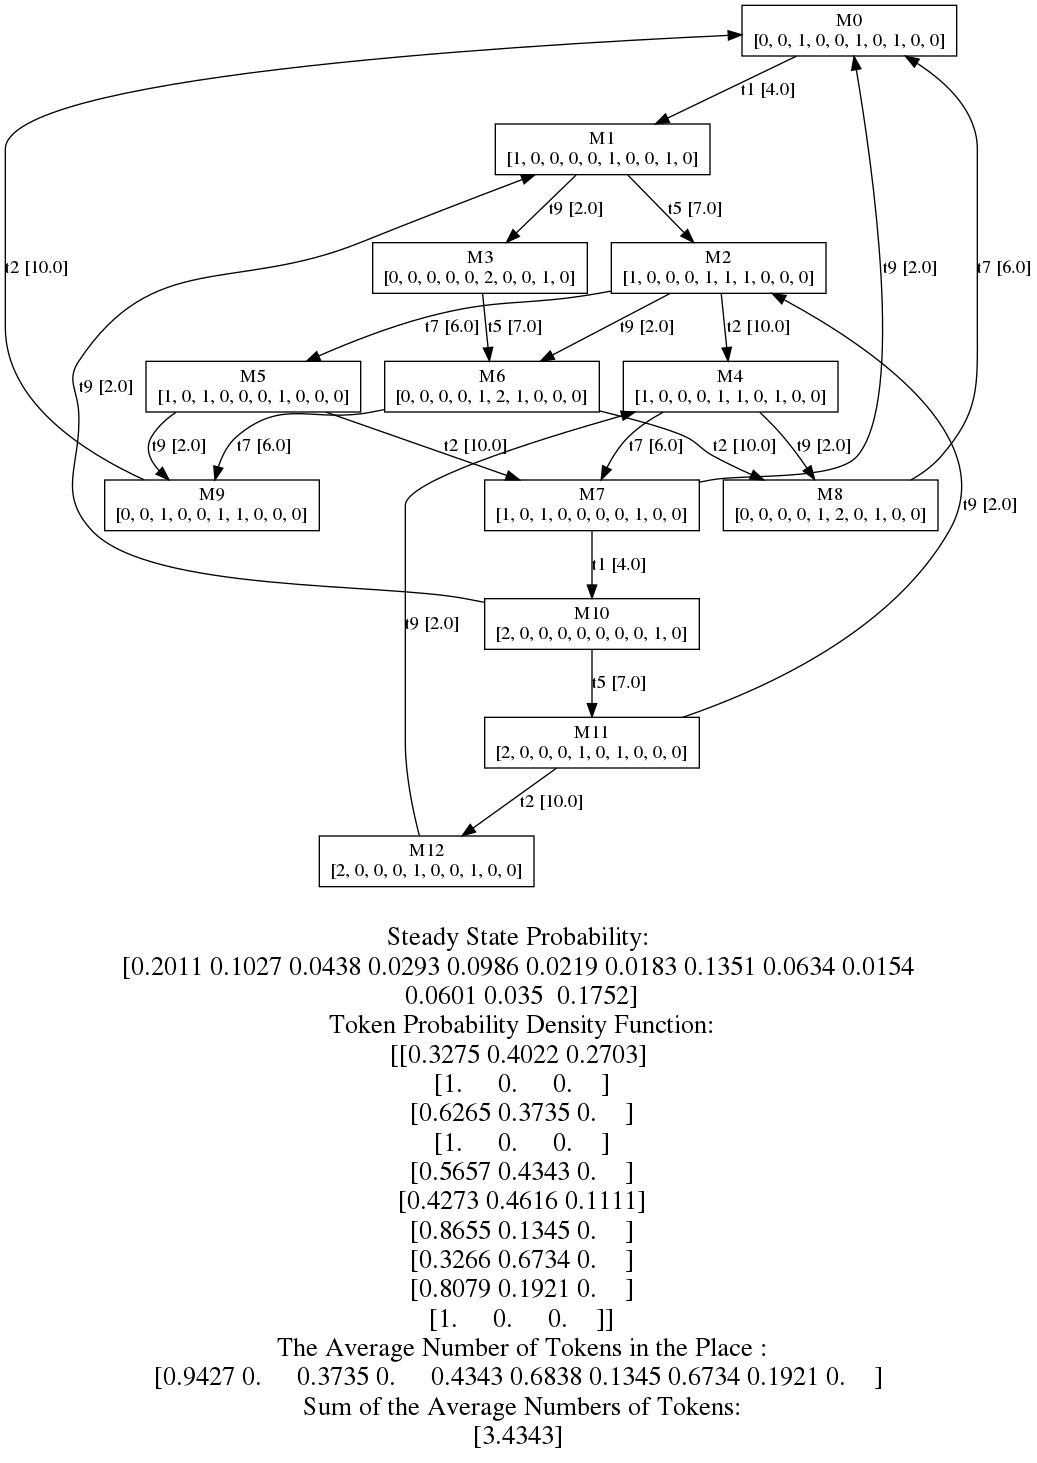 M0
[0, 0, 1, 0, 0, 1, 0, 1, 0, 0]
t1 [4.0]
M1
[1, 0, 0, 0, 0, 1, 0, 0, 1, 0]
t9 [2.0]
t5 [7.0]
M3
[0, 0, 0, 0, 0, 2, 0, 0, 1, 0]
M2
[1, 0, 0, 0, 1, 1, 1, 0, 0, 0]
t2 [10.0]
t9 [2.0]
t7 [6.0]
t7 [6.0]
t5 [7.0]
t9 [2.0]
t2 [10.0]
M5
[1, 0, 1, 0, 0, 0, 1, 0, 0, 0]
M6
[0, 0, 0, 0, 1, 2, 1, 0, 0, 0]
M4
[1, 0, 0, 0, 1, 1, 0, 1, 0, 0]
t9 [2.0]
t9 [2.0]
t7 [6.0]
t2 [10.0]
t7 [6.0]
t2 [10.0]
t9 [2.0]
M9
[0, 0, 1, 0, 0, 1, 1, 0, 0, 0]
M7
[1, 0, 1, 0, 0, 0, 0, 1, 0, 0]
M8
[0, 0, 0, 0, 1, 2, 0, 1, 0, 0]
t9 [2.0]
t1 [4.0]
M10
[2, 0, 0, 0, 0, 0, 0, 0, 1, 0]
t9 [2.0]
t5 [7.0]
M11
[2, 0, 0, 0, 1, 0, 1, 0, 0, 0]
t2 [10.0]
M12
[2, 0, 0, 0, 1, 0, 0, 1, 0, 0]
Steady State Probability:
[0.2011 0.1027 0.0438 0.0293 0.0986 0.0219 0.0183 0.1351 0.0634 0.0154
0.0601 0.035 0.1752]
Token Probability Density Function:
[[0.3275 0.4022 0.2703]
[1. 0. 0. ]
[0.6265 0.3735 0. ]
[1. 0. 0. ]
[0.5657 0.4343 0. ]
[0.4273 0.4616 0.1111]
[0.8655 0.1345 0. ]
[0.3266 0.6734 0. ]
[0.8079 0.1921 0. ]
[1. 0. 0. ]]
The Average Number of Tokens in the Place :
[0.9427 0. 0.3735 0. 0.4343 0.6838 0.1345 0.6734 0.1921 0. ]
Sum of the Average Numbers of Tokens:
[3.4343]